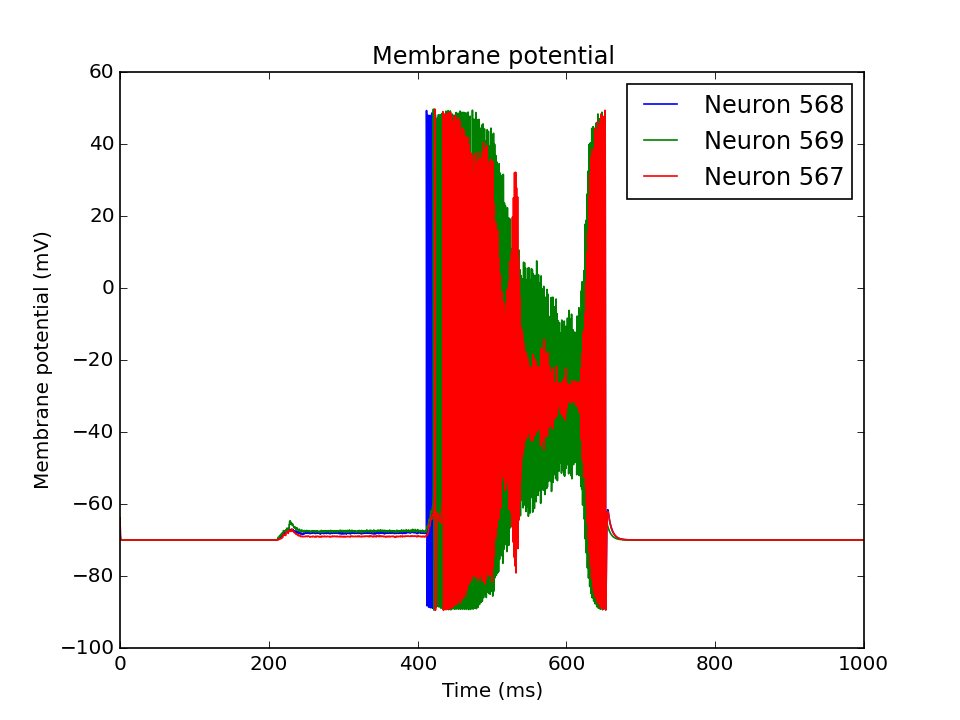 Membrane potential
Membrane potential (mV)
60
40
20
0
−20
−40
−60
−80
−100
Neuron 568
Neuron 569
Neuron 567
0
200
400
600
800
1000
Time (ms)